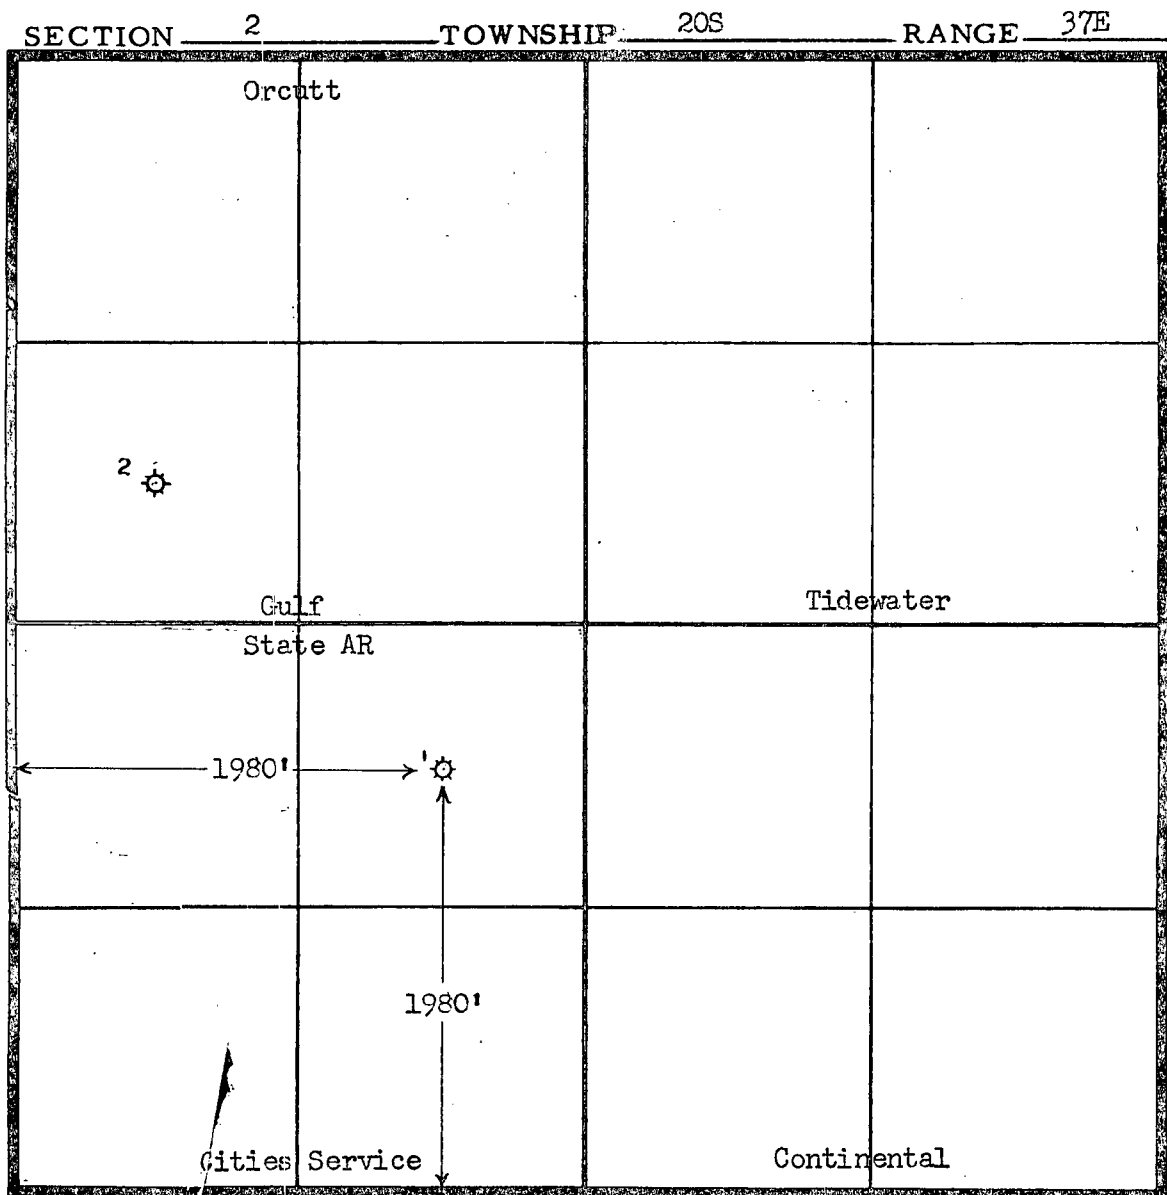 SECTION 2 TOWNSHIP 20S RANGE 37E
Orcutt
2
Gulf
Tidewater
State AR
1980'
1
1980'
Cities Service
Continental